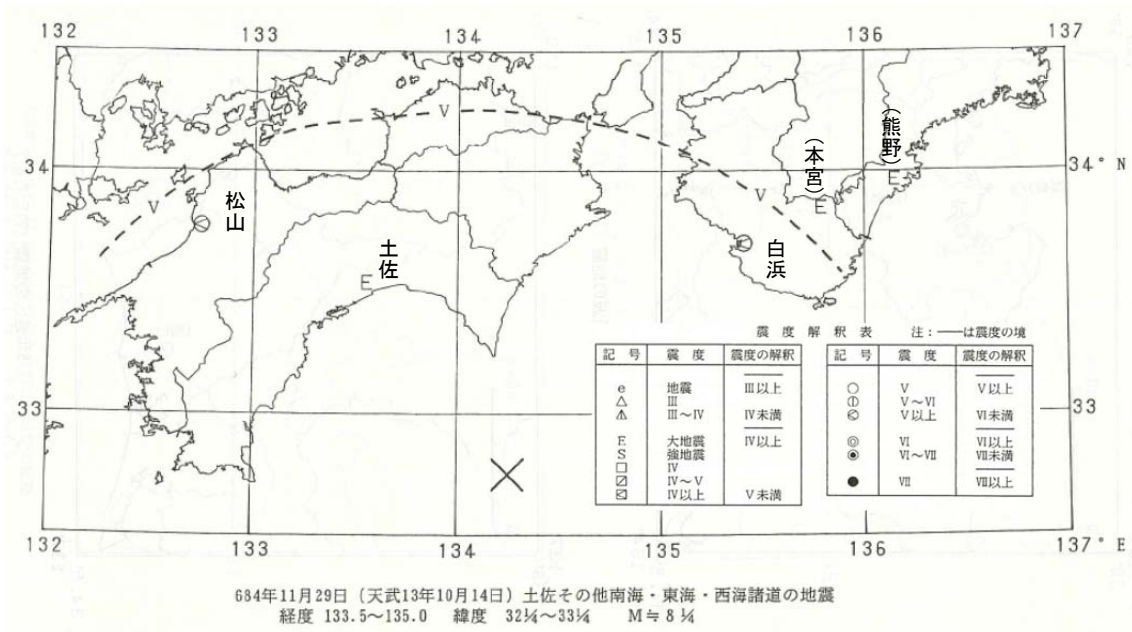 132 133 134 135 136 137
V
(熊野)
E
(本宮)
E
34
34°N
V
松山
V
白浜
土佐
E
震度解釈表 注:──は震度の境
記号 震度 震度の解釈
e 地震 III以上
△ III
III~IV IV未満
E 大地震 IV以上
S 強地震
□ IV
IV~V
IV以上 V未満
記号 震度 震度の解釈
○ V V以上
V~VI
V以上 VI未満
◎ VI VI以上
◉ VI~VII VII未満
● VII VII以上
33
33
132 133 134 135 136 137°E
684年11月29日(天武13年10月14日)土佐その他南海・東海・西海諸道の地震
経度 133.5~135.0 緯度 32¼~33¼ M≒8¼